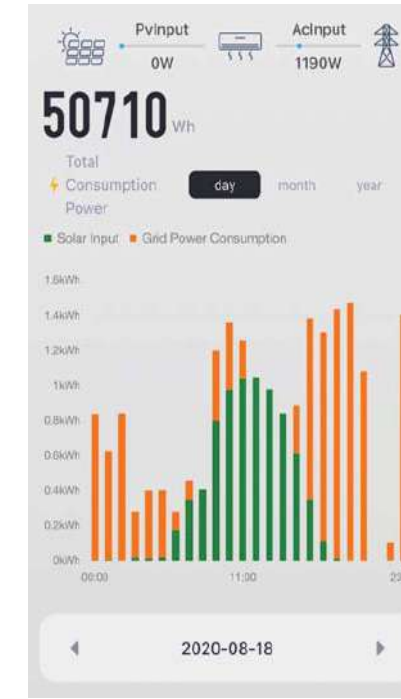 PvInput
AcInput
0W
1190W
50710 Wh
Total
Consumption
Power
day
month
year
Solar Input
Grid Power Consumption
1.6kWh
1.4kWh
1.2kWh
1kWh
0.8kWh
0.6kWh
0.4kWh
0.2kWh
0kWh
00:00
11:00
2020-08-18